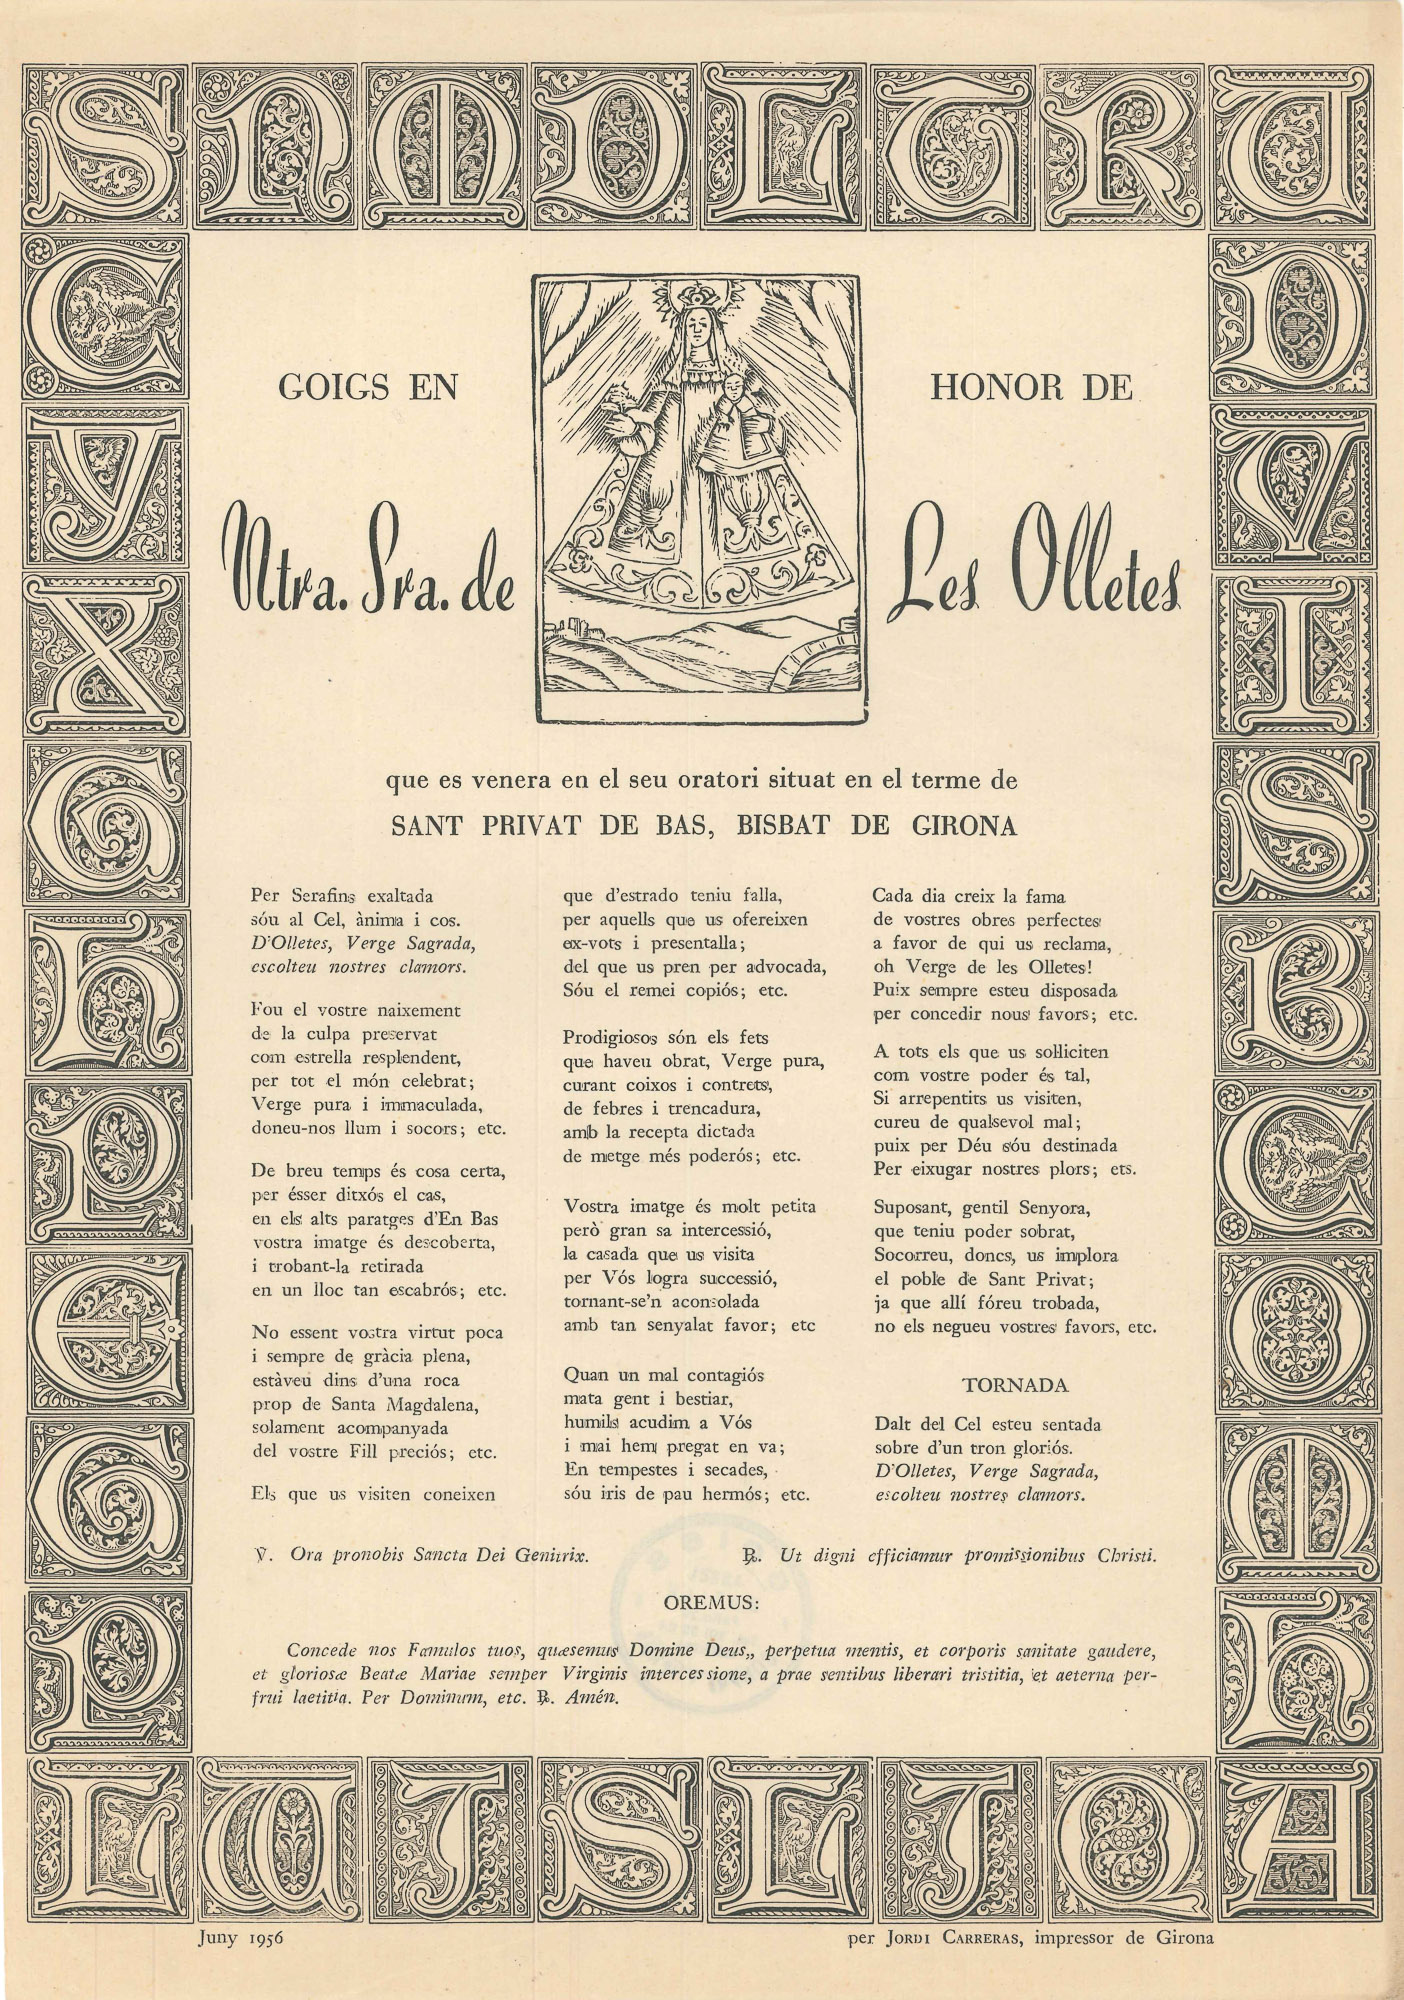 S N M D L T R U
GOIGS EN HONOR DE
Ntra. Sra. de Les Olletes
que es venera en el seu oratori situat en el terme de
SANT PRIVAT DE BAS, BISBAT DE GIRONA
Per Serafins exaltada
sóu al Cel, ànima i cos.
D'Olletes, Verge Sagrada,
escolteu nostres clamors.
Fou el vostre naixement
de la culpa preservat
com estrella resplendent,
per tot el món celebrat;
Verge pura i immaculada,
doneu-nos llum i socors; etc.
De breu temps és cosa certa,
per ésser ditxós el cas,
en els alts paratges d'En Bas
vostra imatge és descoberta,
i trobant-la retirada
en un lloc tan escabrós; etc.
No essent vostra virtut poca
i sempre de gràcia plena,
estàveu dins d'una roca
prop de Santa Magdalena,
solament acompanyada
del vostre Fill preciós; etc.
Els que us visiten coneixen
que d'estrado teniu falla,
per aquells que us ofereixen
ex-vots i presentalla;
del que us pren per advocada,
Sóu el remei copiós; etc.
Prodigiosos són els fets
que haveu obrat, Verge pura,
curant coixos i contrets,
de febres i trencadura,
amb la recepta dictada
de metge més poderós; etc.
Vostra imatge és molt petita
però gran sa intercessió,
la casada que us visita
per Vós logra successió,
tornant-se'n aconsolada
amb tan senyalat favor; etc
Quan un mal contagiós
mata gent i bestiar,
humils acudim a Vós
i mai hem pregat en va;
En tempestes i secades,
sóu iris de pau hermós; etc.
Cada dia creix la fama
de vostres obres perfectes
a favor de qui us reclama,
oh Verge de les Olletes!
Puix sempre esteu disposada
per concedir nous favors; etc.
A tots els que us sol·liciten
com vostre poder és tal,
Si arrepentits us visiten,
cureu de qualsevol mal;
puix per Déu sóu destinada
Per eixugar nostres plors; ets.
Suposant, gentil Senyora,
que teniu poder sobrat,
Socorreu, doncs, us implora
el poble de Sant Privat;
ja que allí fóreu trobada,
no els negueu vostres favors, etc.
TORNADA
Dalt del Cel esteu sentada
sobre d'un tron gloriós.
D'Olletes, Verge Sagrada,
escolteu nostres clamors.
℣. Ora pronobis Sancta Dei Genitrix. ℟. Ut digni efficiamur promissionibus Christi.
OREMUS:
Concede nos Famulos tuos, quæsemus Domine Deus,, perpetua mentis, et corporis sanitate gaudere,
et gloriosæ Beatæ Mariae semper Virginis intercessione, a prae sentibus liberari tristitia, et aeterna per-
frui laetitia. Per Dominum, etc. ℟. Amén.
Juny 1956 per JORDI CARRERAS, impressor de Girona